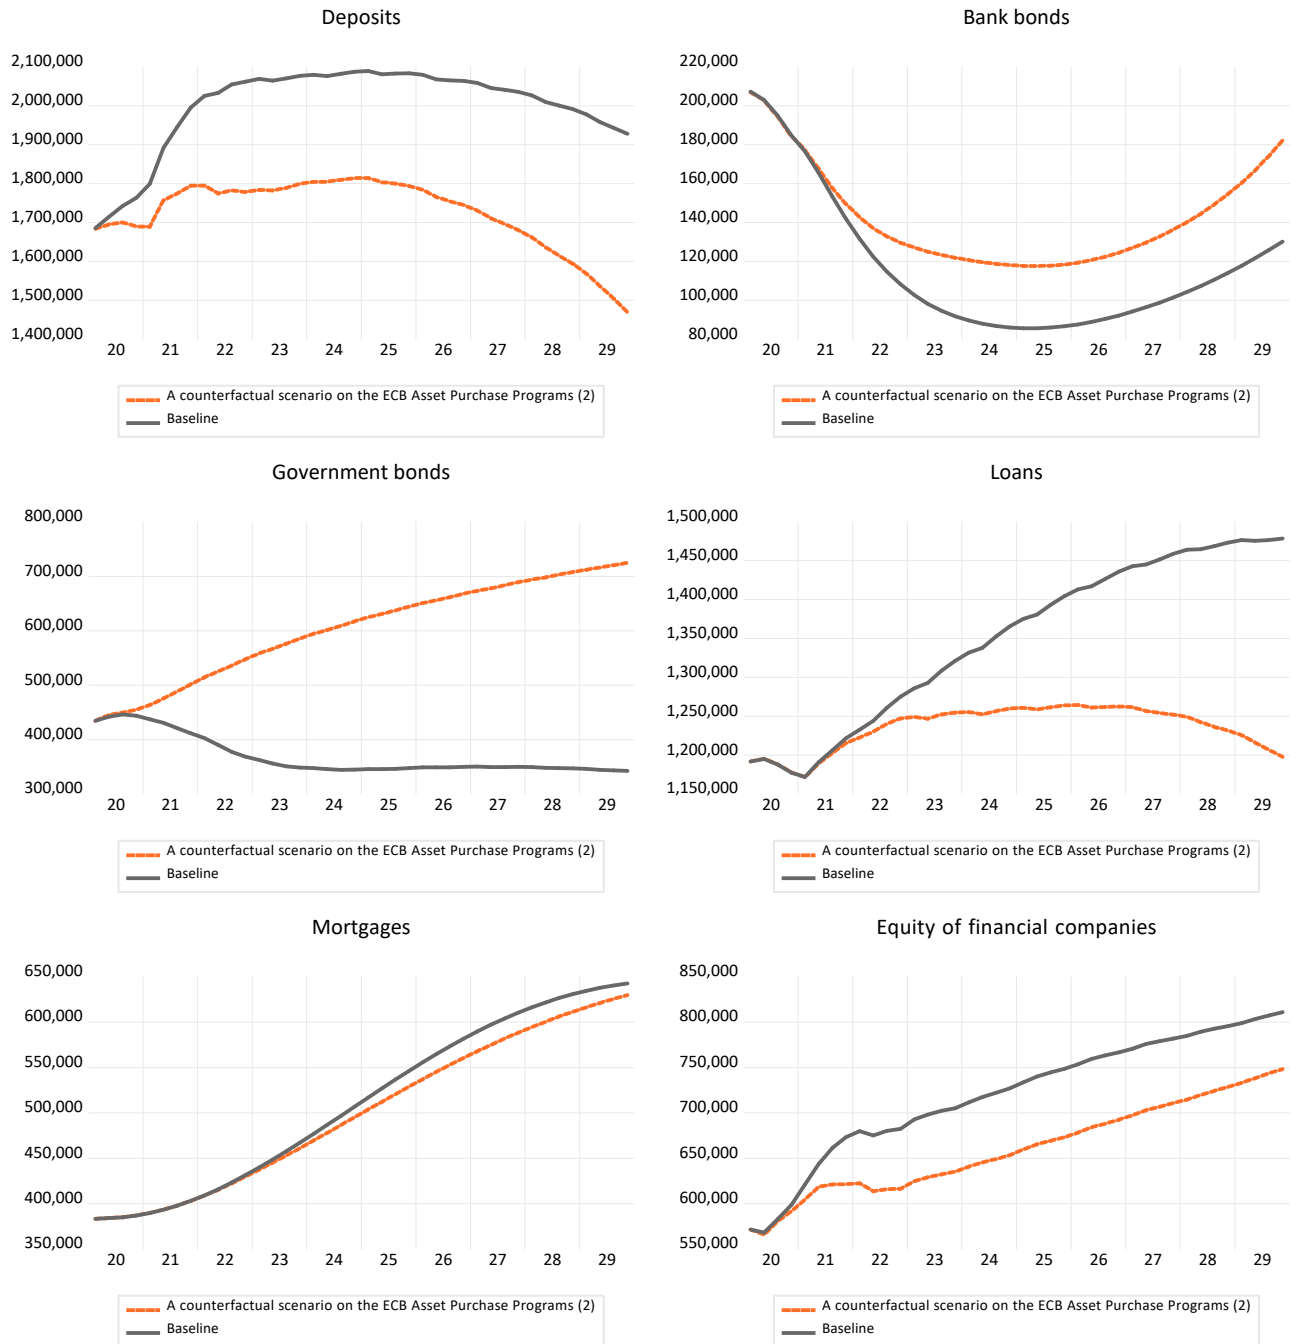 Deposits
2,100,000
2,000,000
1,900,000
1,800,000
1,700,000
1,600,000
1,500,000
1,400,000
20 21 22 23 24 25 26 27 28 29
A counterfactual scenario on the ECB Asset Purchase Programs (2)
Baseline
Bank bonds
220,000
200,000
180,000
160,000
140,000
120,000
100,000
80,000
20 21 22 23 24 25 26 27 28 29
A counterfactual scenario on the ECB Asset Purchase Programs (2)
Baseline
Government bonds
800,000
700,000
600,000
500,000
400,000
300,000
20 21 22 23 24 25 26 27 28 29
A counterfactual scenario on the ECB Asset Purchase Programs (2)
Baseline
Loans
1,500,000
1,450,000
1,400,000
1,350,000
1,300,000
1,250,000
1,200,000
1,150,000
20 21 22 23 24 25 26 27 28 29
A counterfactual scenario on the ECB Asset Purchase Programs (2)
Baseline
Mortgages
650,000
600,000
550,000
500,000
450,000
400,000
350,000
20 21 22 23 24 25 26 27 28 29
A counterfactual scenario on the ECB Asset Purchase Programs (2)
Baseline
Equity of financial companies
850,000
800,000
750,000
700,000
650,000
600,000
550,000
20 21 22 23 24 25 26 27 28 29
A counterfactual scenario on the ECB Asset Purchase Programs (2)
Baseline